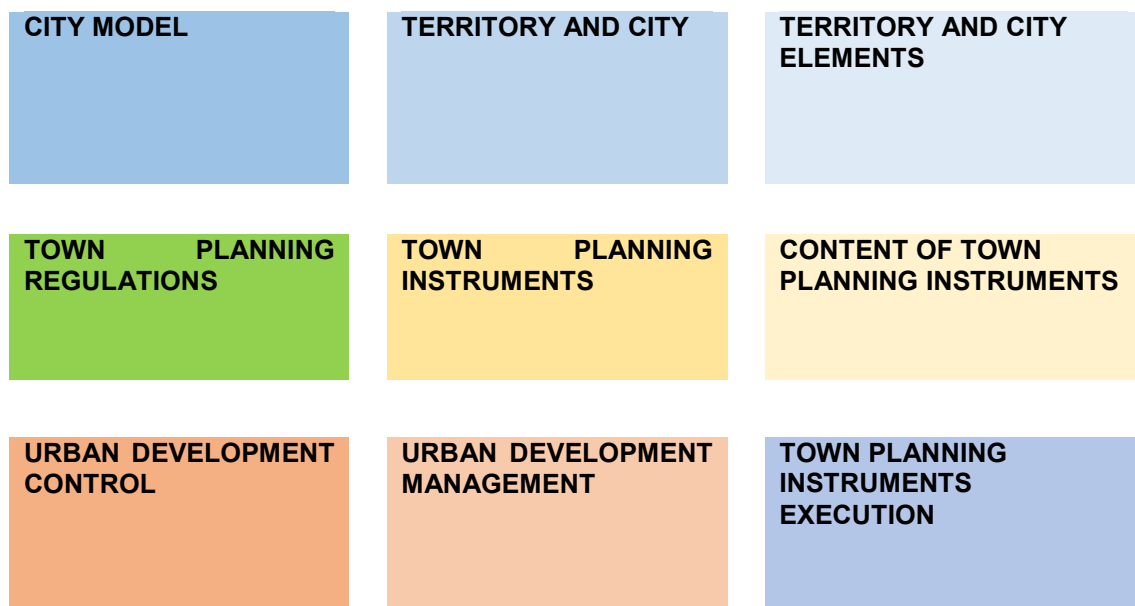 CITY MODEL
TERRITORY AND CITY
TERRITORY AND CITY
ELEMENTS
TOWN PLANNING
REGULATIONS
TOWN PLANNING
INSTRUMENTS
CONTENT OF TOWN
PLANNING INSTRUMENTS
URBAN DEVELOPMENT
CONTROL
URBAN DEVELOPMENT
MANAGEMENT
TOWN PLANNING
INSTRUMENTS
EXECUTION